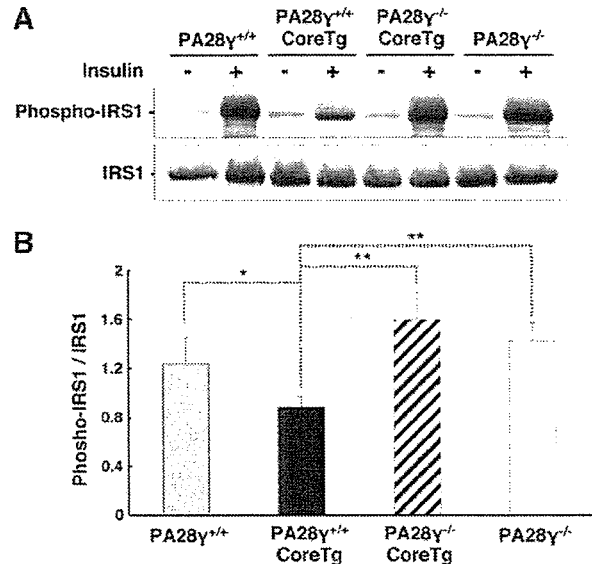 A
PA28γ+/+
PA28γ+/+ CoreTg
PA28γ-/- CoreTg
PA28γ-/-
Insulin - + - + - + - +
Phospho-IRS1
IRS1
B
* ** **
Phosho-IRS1 / IRS1
2
1.6
1.2
0.8
0.4
0
PA28γ+/+
PA28γ+/+ CoreTg
PA28γ-/- CoreTg
PA28γ-/-